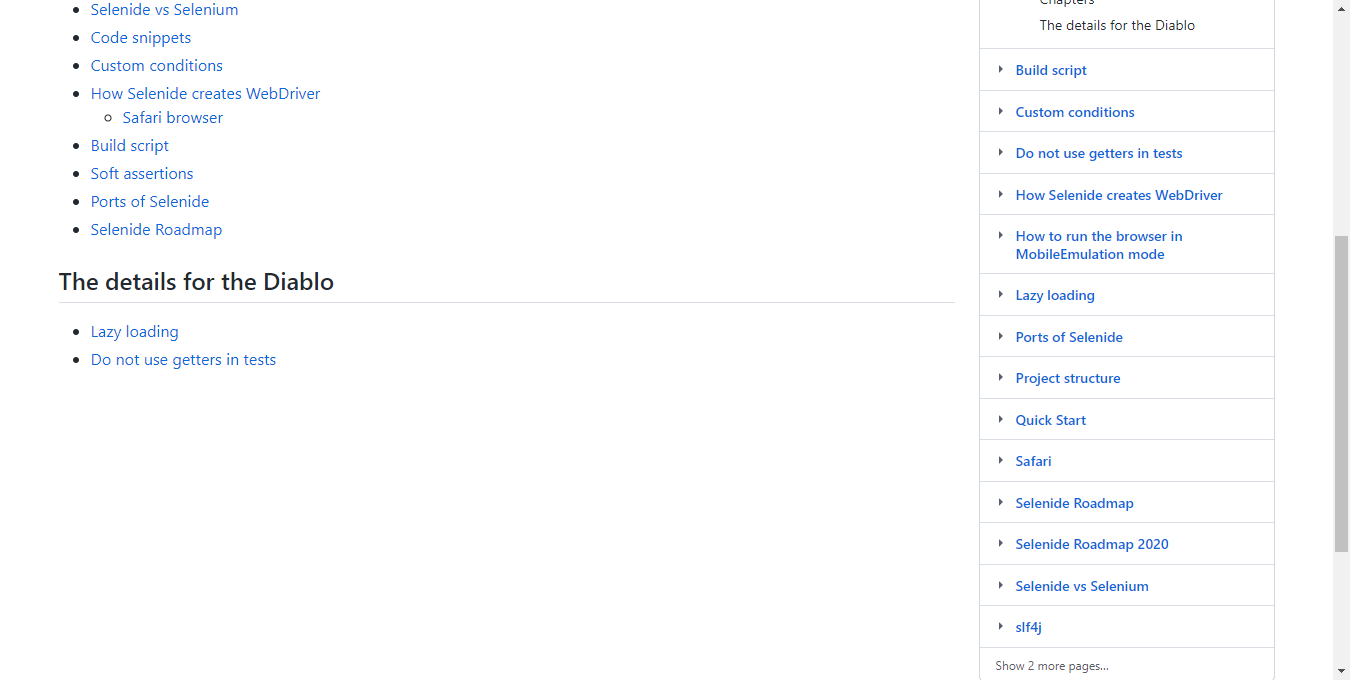 Selenide vs Selenium
Code snippets
Custom conditions
How Selenide creates WebDriver
Safari browser
Build script
Soft assertions
Ports of Selenide
Selenide Roadmap
The details for the Diablo
Lazy loading
Do not use getters in tests
Chapters
The details for the Diablo
Build script
Custom conditions
Do not use getters in tests
How Selenide creates WebDriver
How to run the browser in
MobileEmulation mode
Lazy loading
Ports of Selenide
Project structure
Quick Start
Safari
Selenide Roadmap
Selenide Roadmap 2020
Selenide vs Selenium
slf4j
Show 2 more pages...